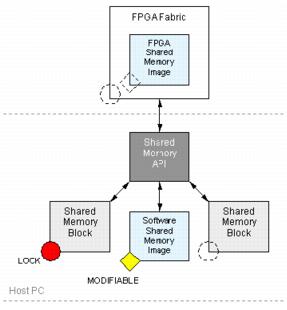 FPGA Fabric
FPGA
Shared
Memory
Image
Shared
Memory
API
Shared
Memory
Block
Software
Shared
Memory
Image
Shared
Memory
Block
LOCK
MODIFIABLE
Host PC